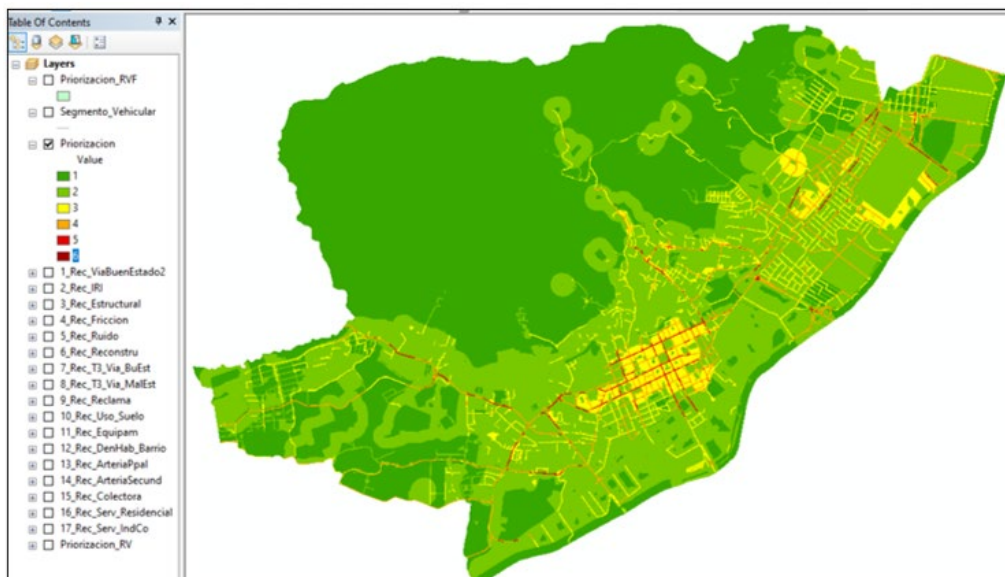 Table Of Contents
Layers
Priorizacion_RVF
Segmento_Vehicular
Priorizacion
Value
1
2
3
4
5
6
1_Rec_ViaBuenEstado2
2_Rec_IRI
3_Rec_Estructural
4_Rec_Friccion
5_Rec_Ruido
6_Rec_Reconstru
7_Rec_T3_Via_BuEst
8_Rec_T3_Via_MalEst
9_Rec_Reclama
10_Rec_Uso_Suelo
11_Rec_Equipam
12_Rec_DenHab_Barrio
13_Rec_ArteriaPpal
14_Rec_ArteriaSecund
15_Rec_Colectora
16_Rec_Serv_Residencial
17_Rec_Serv_IndCo
Priorizacion_RV